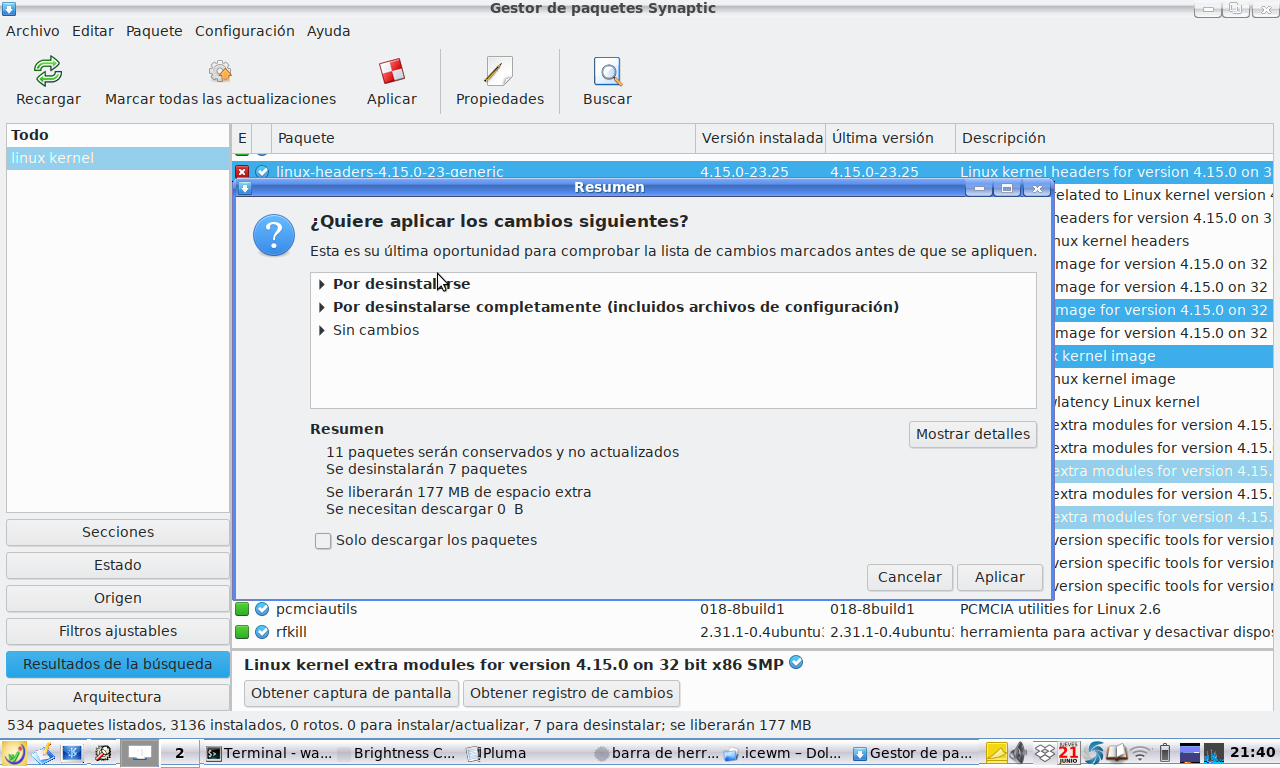 Gestor de paquetes Synaptic
Archivo Editar Paquete Configuración Ayuda
Recargar Marcar todas las actualizaciones Aplicar Propiedades Buscar
Todo
linux kernel
E Paquete Versión instalada Última versión Descripción
linux-headers-4.15.0-23-generic 4.15.0-23.25 4.15.0-23.25 Linux kernel headers for version 4.15.0 on 3
Resumen
¿Quiere aplicar los cambios siguientes?
Esta es su última oportunidad para comprobar la lista de cambios marcados antes de que se apliquen.
Por desinstalarse
Por desinstalarse completamente (incluidos archivos de configuración)
Sin cambios
Resumen
Mostrar detalles
11 paquetes serán conservados y no actualizados
Se desinstalarán 7 paquetes
Se liberarán 177 MB de espacio extra
Se necesitan descargar 0 B
Solo descargar los paquetes
Cancelar Aplicar
related to Linux kernel version 4
headers for version 4.15.0 on 3
nux kernel headers
mage for version 4.15.0 on 32
mage for version 4.15.0 on 32
mage for version 4.15.0 on 32
mage for version 4.15.0 on 32
x kernel image
nux kernel image
vlatency Linux kernel
extra modules for version 4.15.
extra modules for version 4.15.
extra modules for version 4.15.
extra modules for version 4.15.
extra modules for version 4.15.
version specific tools for version
version specific tools for version
version specific tools for version
pcmciautils 018-8build1 018-8build1 PCMCIA utilities for Linux 2.6
rfkill 2.31.1-0.4ubuntu 2.31.1-0.4ubuntu herramienta para activar y desactivar dispos
Secciones
Estado
Origen
Filtros ajustables
Resultados de la búsqueda
Arquitectura
Linux kernel extra modules for version 4.15.0 on 32 bit x86 SMP
Obtener captura de pantalla Obtener registro de cambios
534 paquetes listados, 3136 instalados, 0 rotos. 0 para instalar/actualizar, 7 para desinstalar; se liberarán 177 MB
2 Terminal - wa... Brightness C... Pluma barra de herr... .icewm – Dol... Gestor de pa... JUEVES 21 JUNIO 21:40